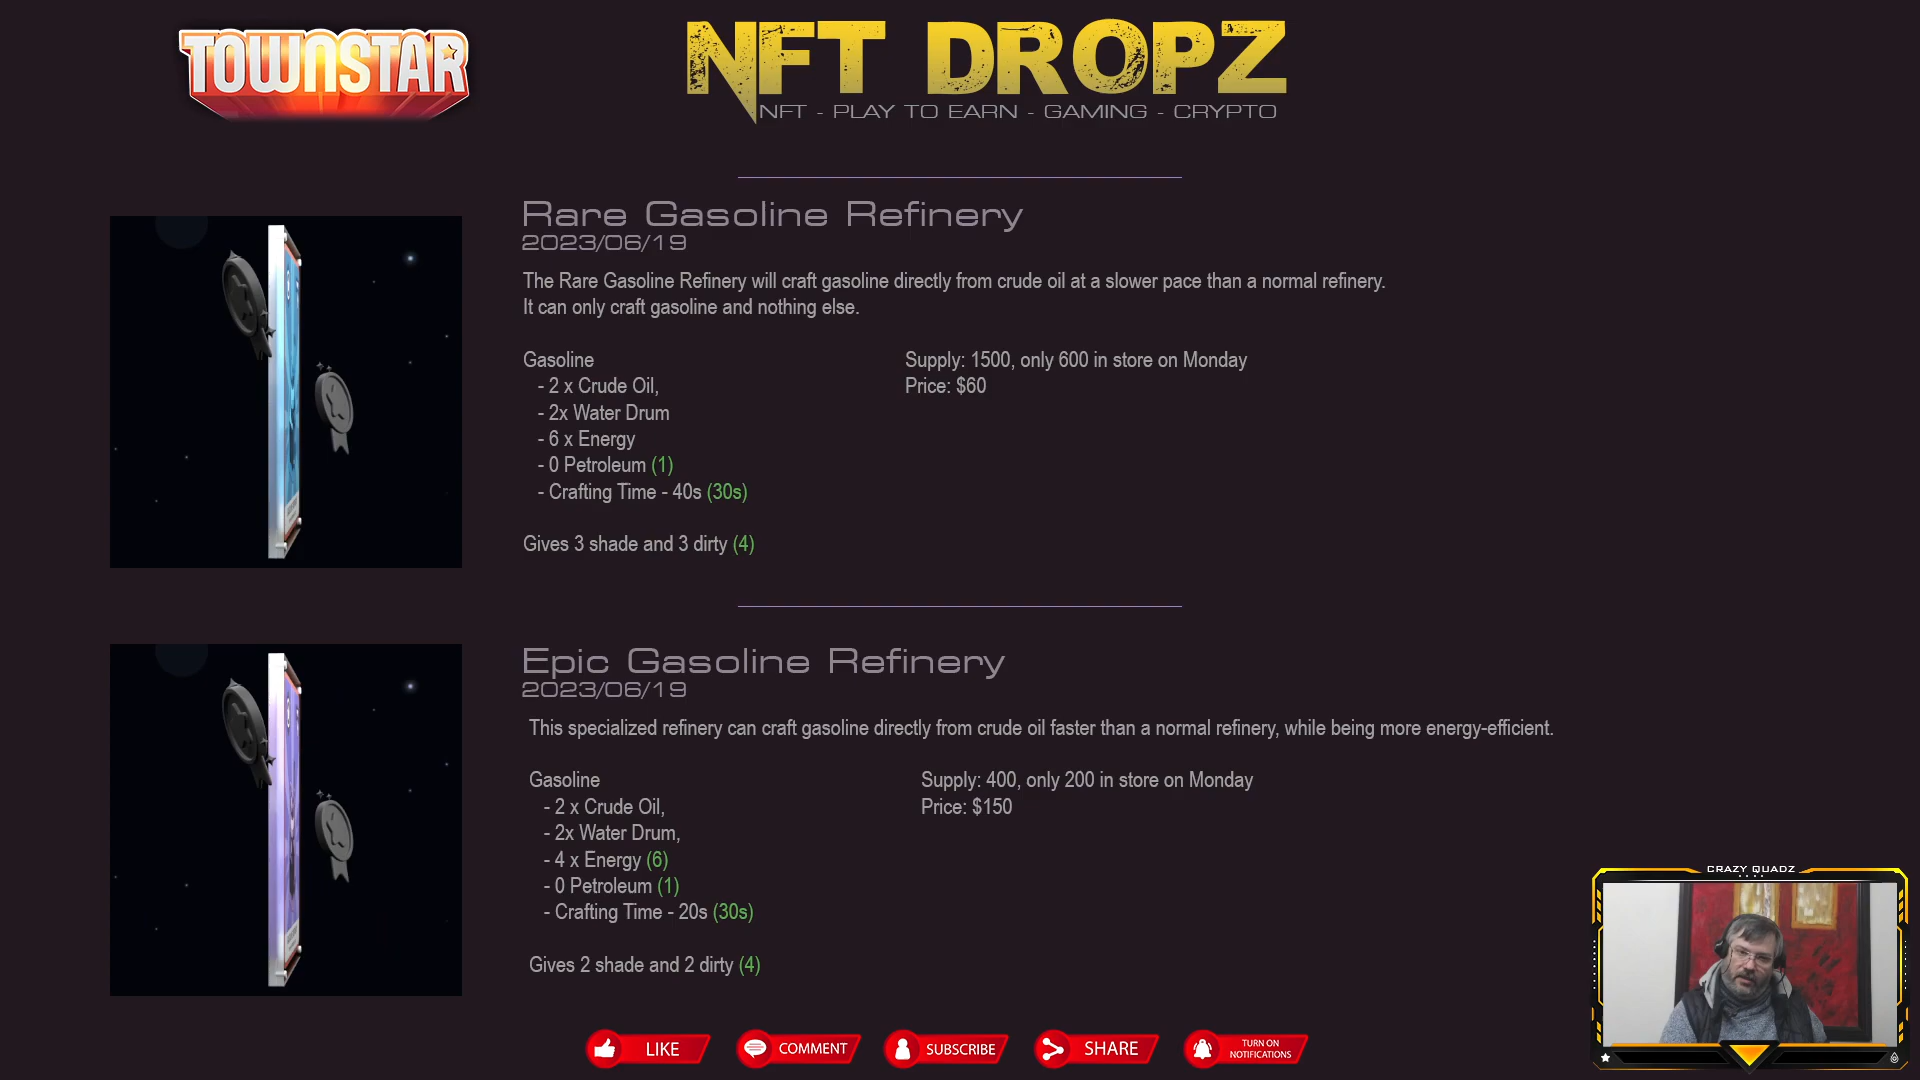 TOWNSTAR
NFT DROPZ
NFT - PLAY TO EARN - GAMING - CRYPTO
Rare Gasoline Refinery
2023/06/19
The Rare Gasoline Refinery will craft gasoline directly from crude oil at a slower pace than a normal refinery.
It can only craft gasoline and nothing else.
Gasoline
- 2 x Crude Oil,
- 2x Water Drum
- 6 x Energy
- 0 Petroleum (1)
- Crafting Time - 40s (30s)
Gives 3 shade and 3 dirty (4)
Supply: 1500, only 600 in store on Monday
Price: $60
Epic Gasoline Refinery
2023/06/19
This specialized refinery can craft gasoline directly from crude oil faster than a normal refinery, while being more energy-efficient.
Gasoline
- 2 x Crude Oil,
- 2x Water Drum,
- 4 x Energy (6)
- 0 Petroleum (1)
- Crafting Time - 20s (30s)
Gives 2 shade and 2 dirty (4)
Supply: 400, only 200 in store on Monday
Price: $150
CRAZY QUADZ
LIKE
COMMENT
SUBSCRIBE
SHARE
TURN ON
NOTIFICATIONS